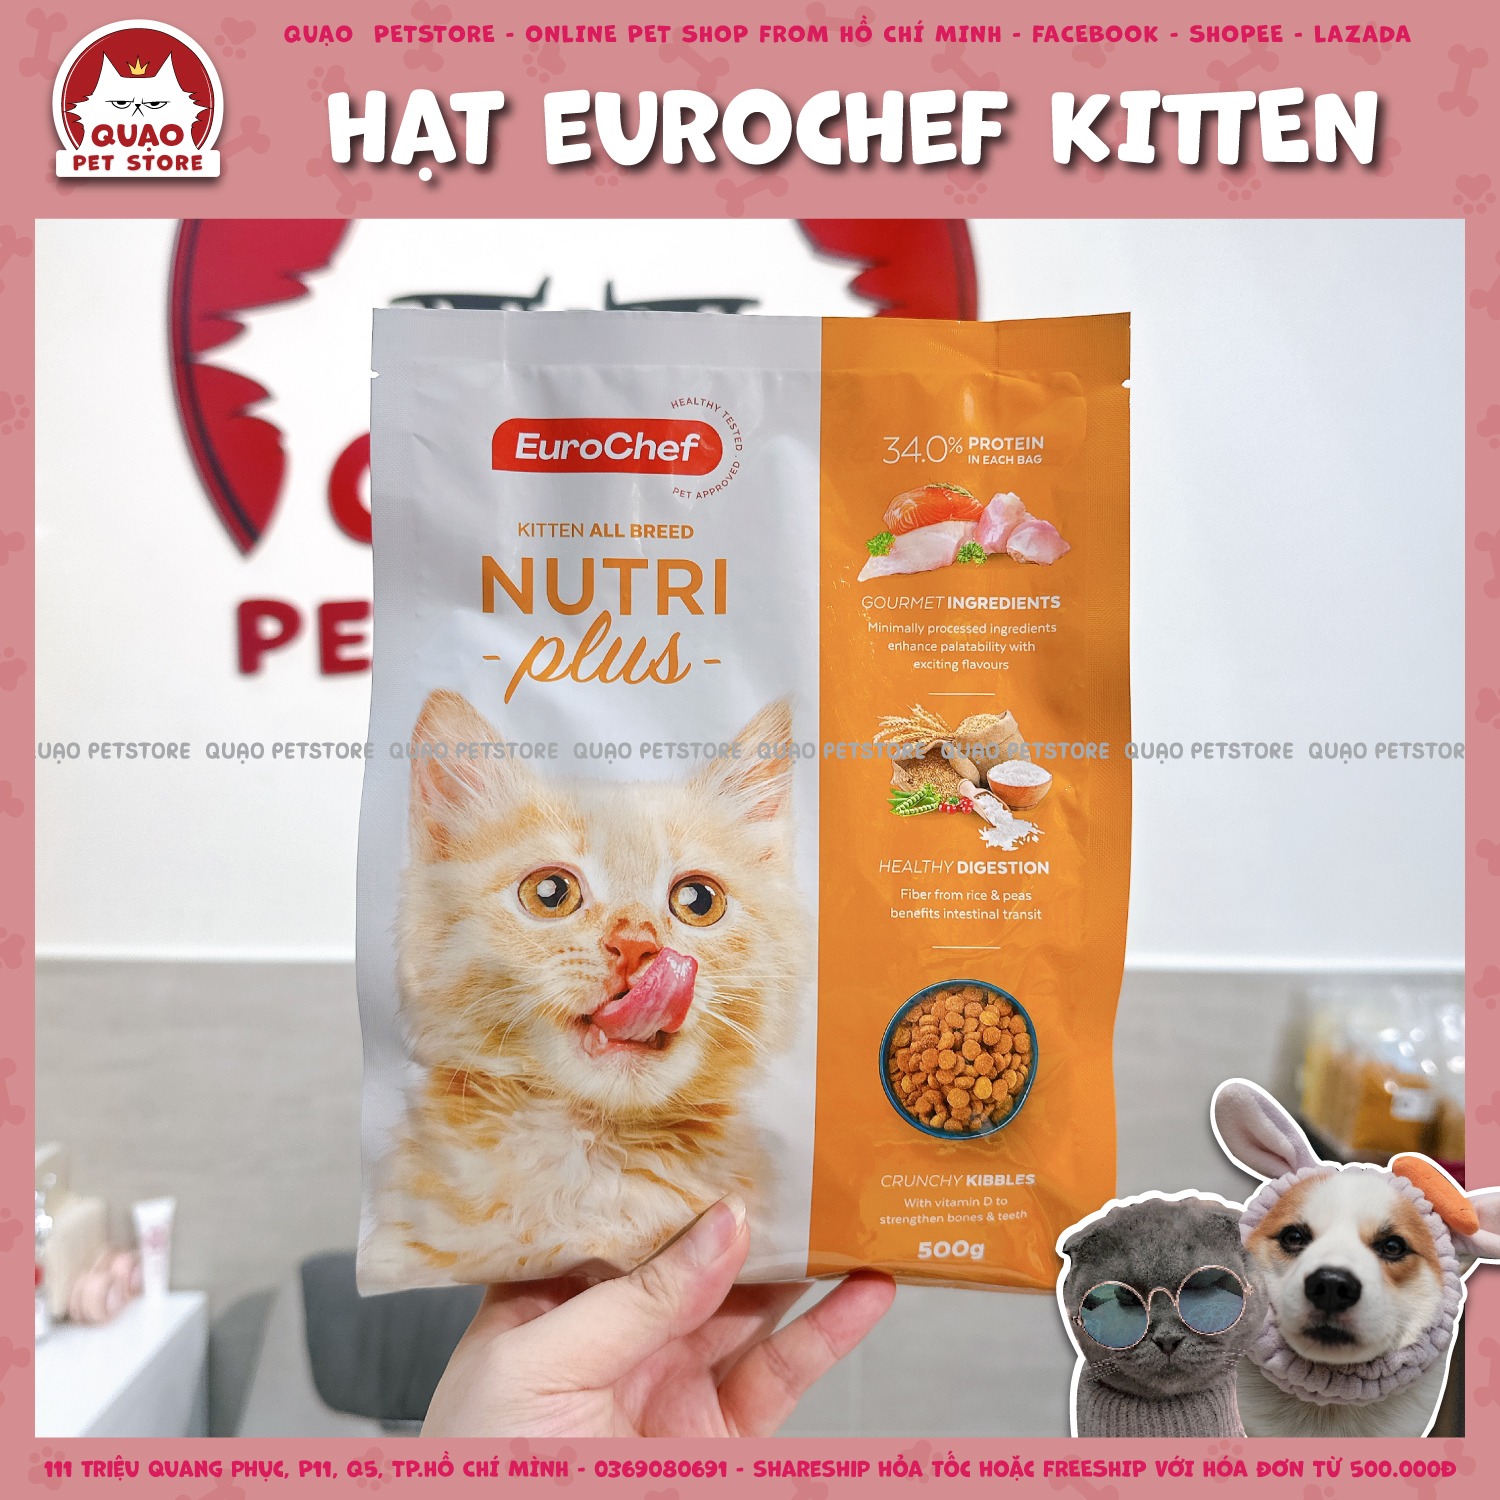 QUẠO PETSTORE - ONLINE PET SHOP FROM HỒ CHÍ MINH - FACEBOOK - SHOPEE - LAZADA
QUẠO
PET STORE
HẠT EUROCHEF KITTEN
HEALTHY TESTED · PET APPROVED ·
EuroChef
KITTEN ALL BREED
NUTRI
- plus -
34.0% PROTEIN
IN EACH BAG
GOURMET INGREDIENTS
Minimally processed ingredients
enhance palatability with
exciting flavours
QUẠO PETSTORE QUẠO PETSTORE QUẠO PETSTORE QUẠO PETSTORE QUẠO PETSTORE QUẠO PETSTORE QUẠO PETSTORE
HEALTHY DIGESTION
Fiber from rice & peas
benefits intestinal transit
CRUNCHY KIBBLES
With vitamin D to
strengthen bones & teeth
500g
111 TRIỆU QUANG PHỤC, P11, Q5, TP.HỒ CHÍ MÌNH - 0369080691 - SHARESHIP HỎA TỐC HOẶC FREESHIP VỚI HÓA ĐƠN TỪ 500.000Đ